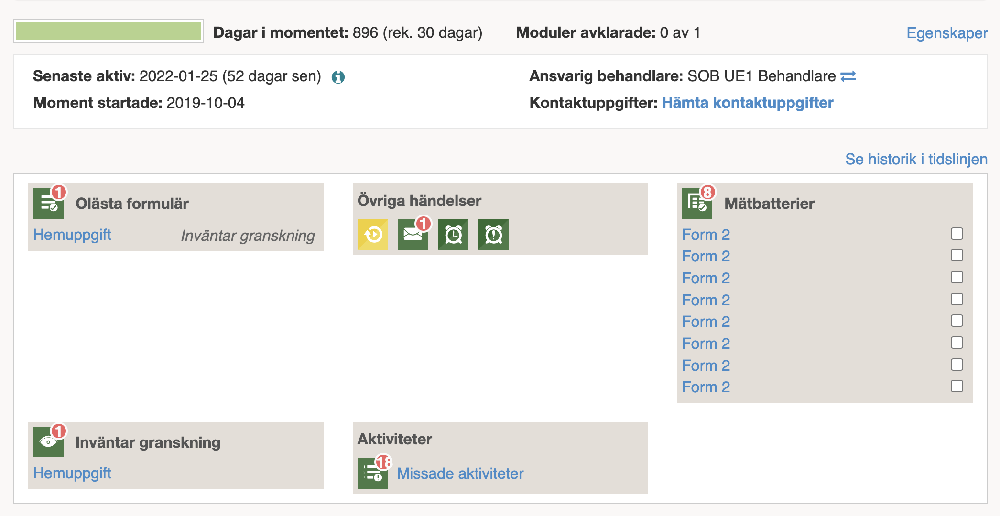 Dagar i momentet: 896 (rek. 30 dagar)
Moduler avklarade: 0 av 1
Egenskaper
Senaste aktiv: 2022-01-25 (52 dagar sen)
Moment startade: 2019-10-04
Ansvarig behandlare: SOB UE1 Behandlare
Kontaktuppgifter: Hämta kontaktuppgifter
Se historik i tidslinjen
1
Olästa formulär
Hemuppgift
Inväntar granskning
Övriga händelser
1
8
Mätbatterier
Form 2
Form 2
Form 2
Form 2
Form 2
Form 2
Form 2
Form 2
1
Inväntar granskning
Hemuppgift
Aktiviteter
18
Missade aktiviteter